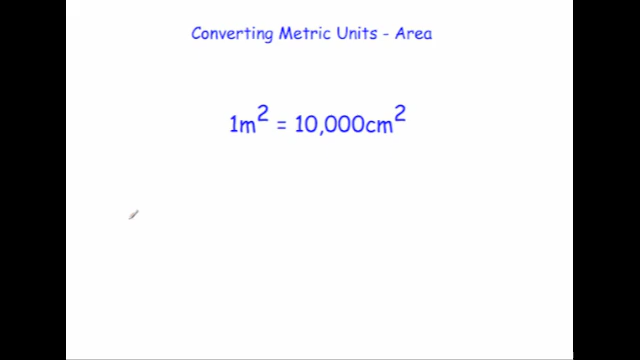 Converting Metric Units - Area
1m² = 10,000cm²